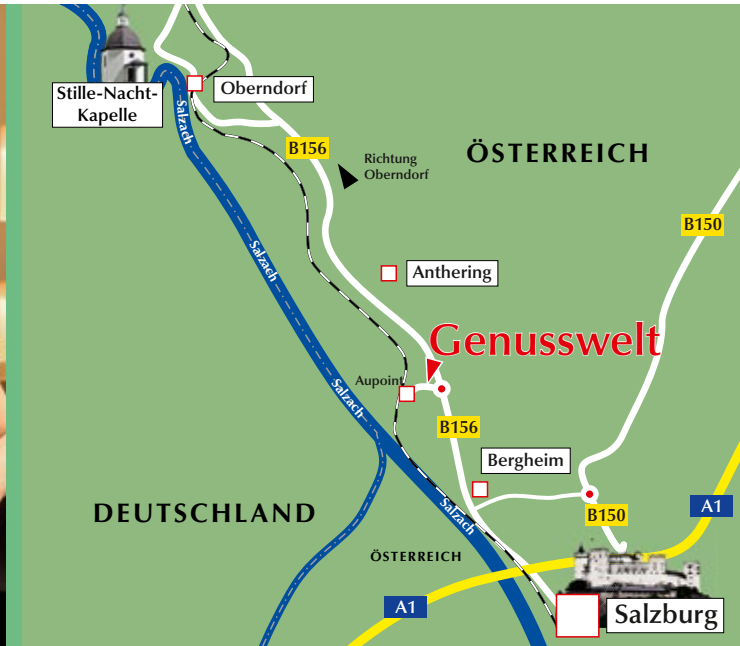 Stille-Nacht-
Kapelle
Oberndorf
Salzach
B156
Richtung
Oberndorf
ÖSTERREICH
B150
Salzach
Anthering
Genusswelt
Aupoint
Salzach
B156
Bergheim
DEUTSCHLAND
Salzach
B150
A1
ÖSTERREICH
A1
Salzburg